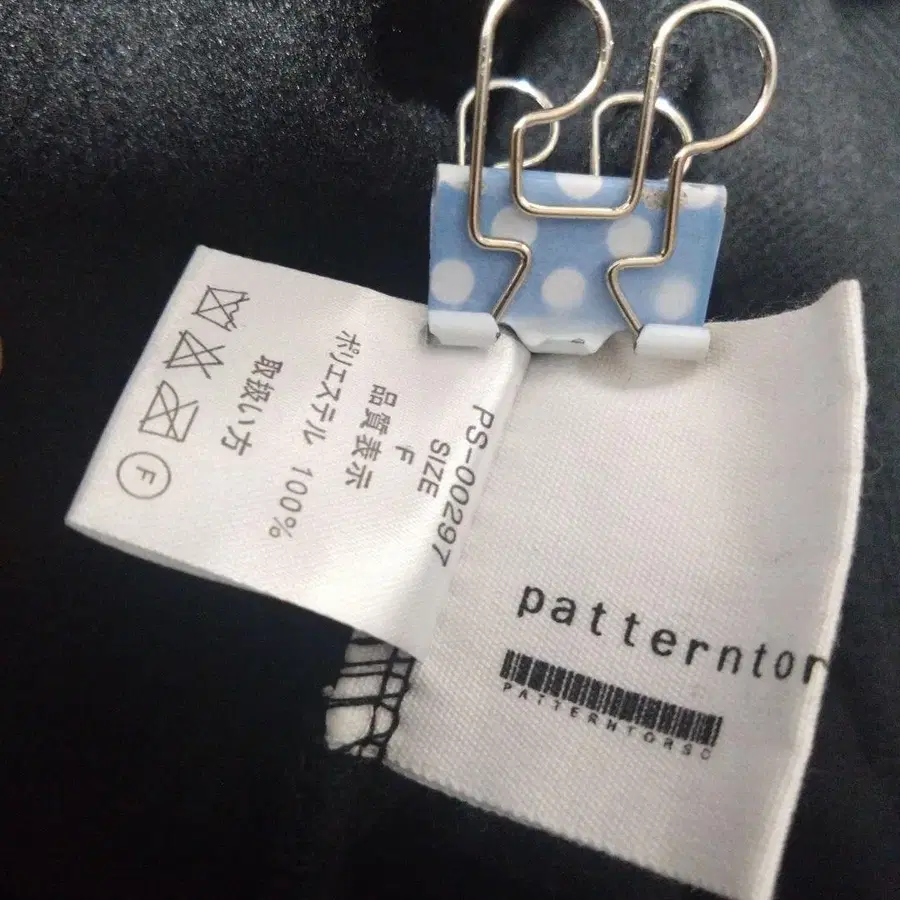 PS-00297
SIZE
F
品質表示
ポリエステル 100%
取扱い方
F
patterntor
PATTERNTORSO